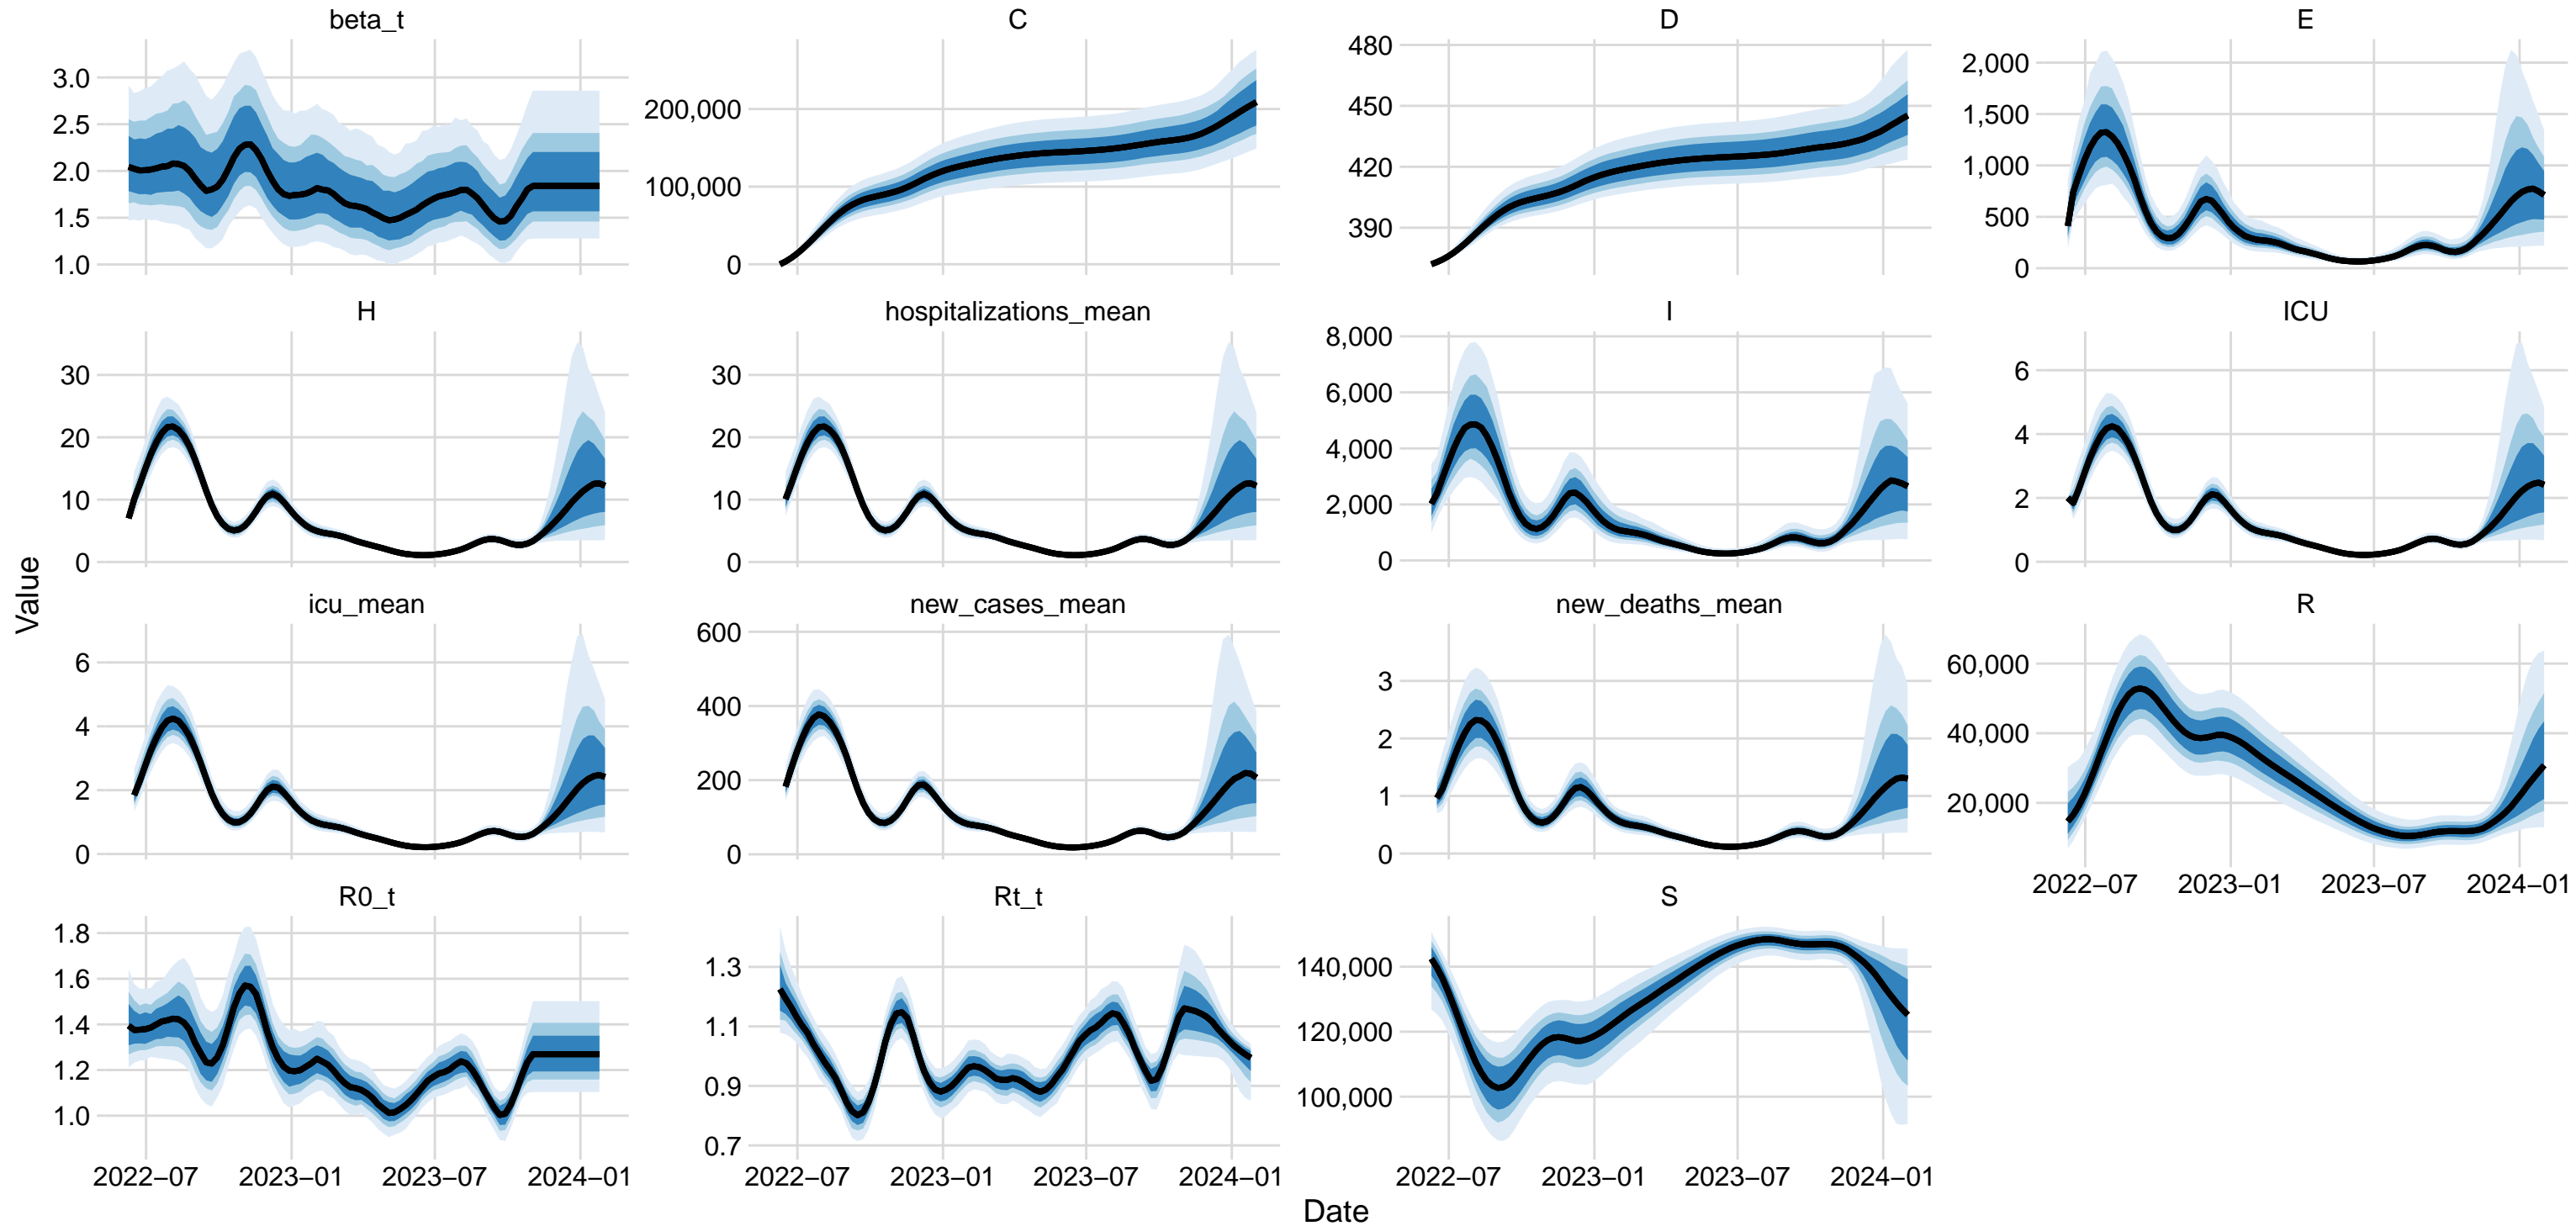 beta_t
C
D
E
3.0
2.5
2.0
1.5
1.0
200,000
100,000
0
480
450
420
390
2,000
1,500
1,000
500
0
H
hospitalizations_mean
I
ICU
30
20
10
0
30
20
10
0
8,000
6,000
4,000
2,000
0
6
4
2
0
Value
icu_mean
new_cases_mean
new_deaths_mean
R
6
4
2
0
600
400
200
0
3
2
1
0
60,000
40,000
20,000
2022−07 2023−01 2023−07 2024−01
R0_t
Rt_t
S
1.8
1.6
1.4
1.2
1.0
1.3
1.1
0.9
0.7
140,000
120,000
100,000
2022−07 2023−01 2023−07 2024−01
2022−07 2023−01 2023−07 2024−01
2022−07 2023−01 2023−07 2024−01
Date